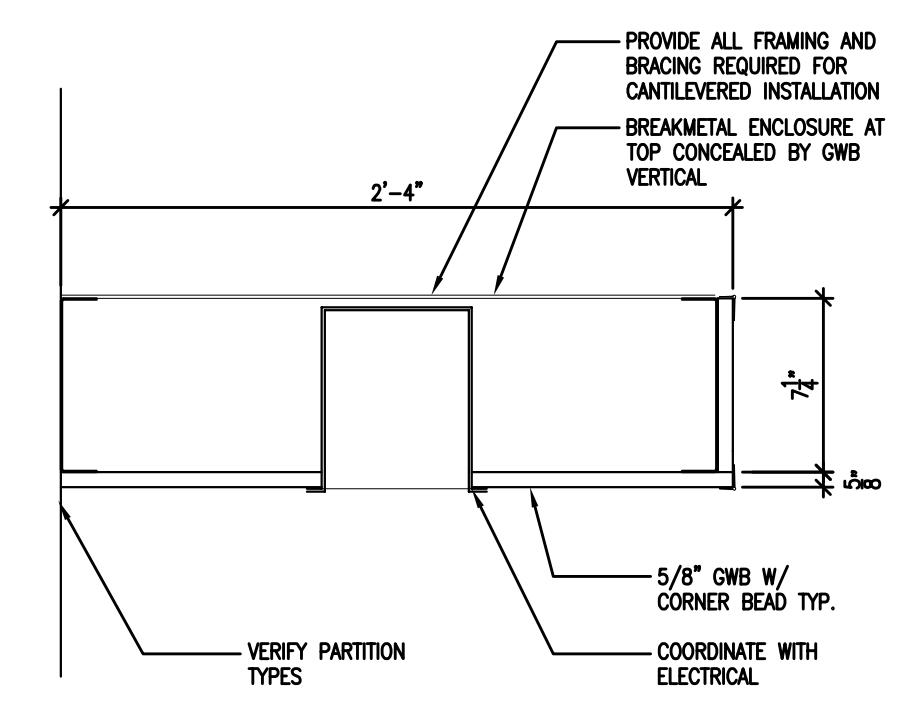 PROVIDE ALL FRAMING AND
BRACING REQUIRED FOR
CANTILEVERED INSTALLATION
BREAKMETAL ENCLOSURE AT
TOP CONCEALED BY GWB
VERTICAL
2'-4"
7 1/4"
5/8"
5/8" GWB W/
CORNER BEAD TYP.
VERIFY PARTITION
TYPES
COORDINATE WITH
ELECTRICAL